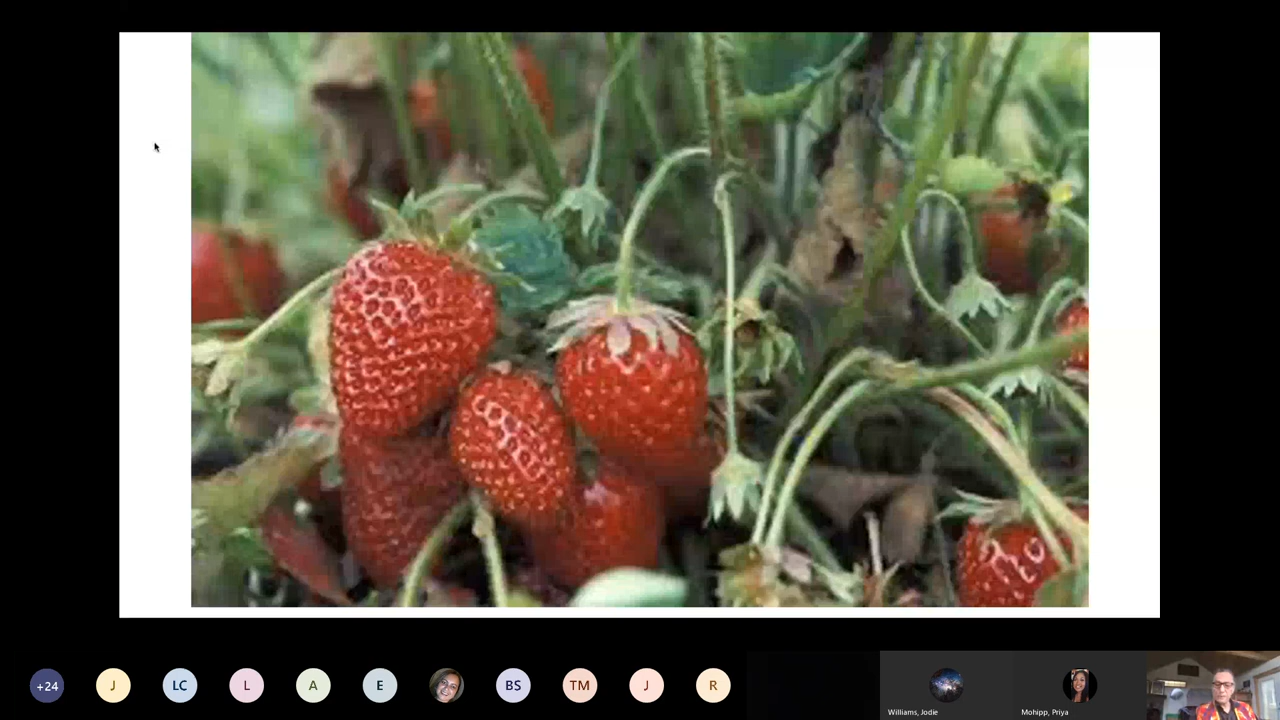 +24
J
LC
L
A
E
BS
TM
J
R
Williams, Jodie
Mohipp, Priya